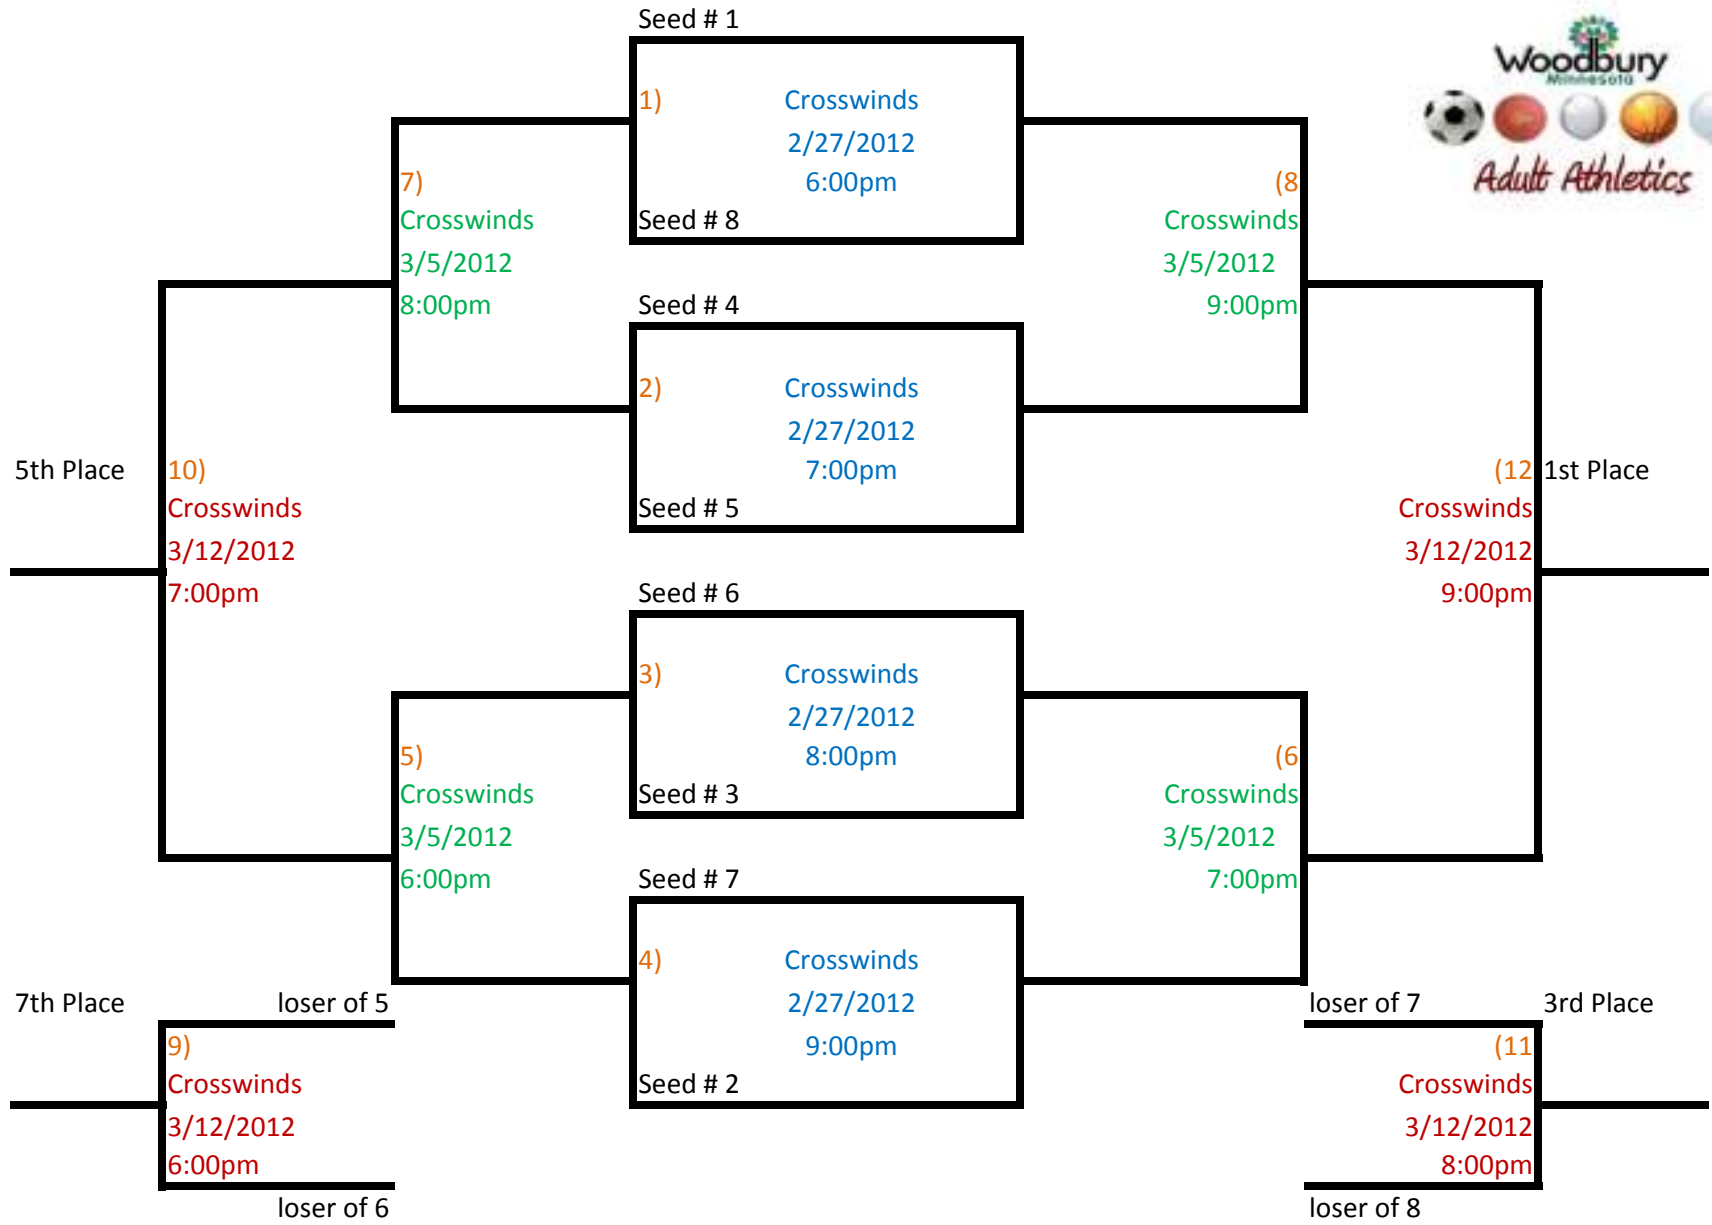 Seed # 1
Woodbury
Minnesota
Adult Athletics
1) Crosswinds
2/27/2012
6:00pm
Seed # 8
7)
Crosswinds
3/5/2012
8:00pm
(8
Crosswinds
3/5/2012
9:00pm
Seed # 4
2) Crosswinds
2/27/2012
7:00pm
Seed # 5
5th Place
10)
Crosswinds
3/12/2012
7:00pm
(12
1st Place
Crosswinds
3/12/2012
9:00pm
Seed # 6
3) Crosswinds
2/27/2012
8:00pm
Seed # 3
5)
Crosswinds
3/5/2012
6:00pm
(6
Crosswinds
3/5/2012
7:00pm
Seed # 7
4) Crosswinds
2/27/2012
9:00pm
Seed # 2
7th Place
loser of 5
9)
Crosswinds
3/12/2012
6:00pm
loser of 6
loser of 7
3rd Place
(11
Crosswinds
3/12/2012
8:00pm
loser of 8